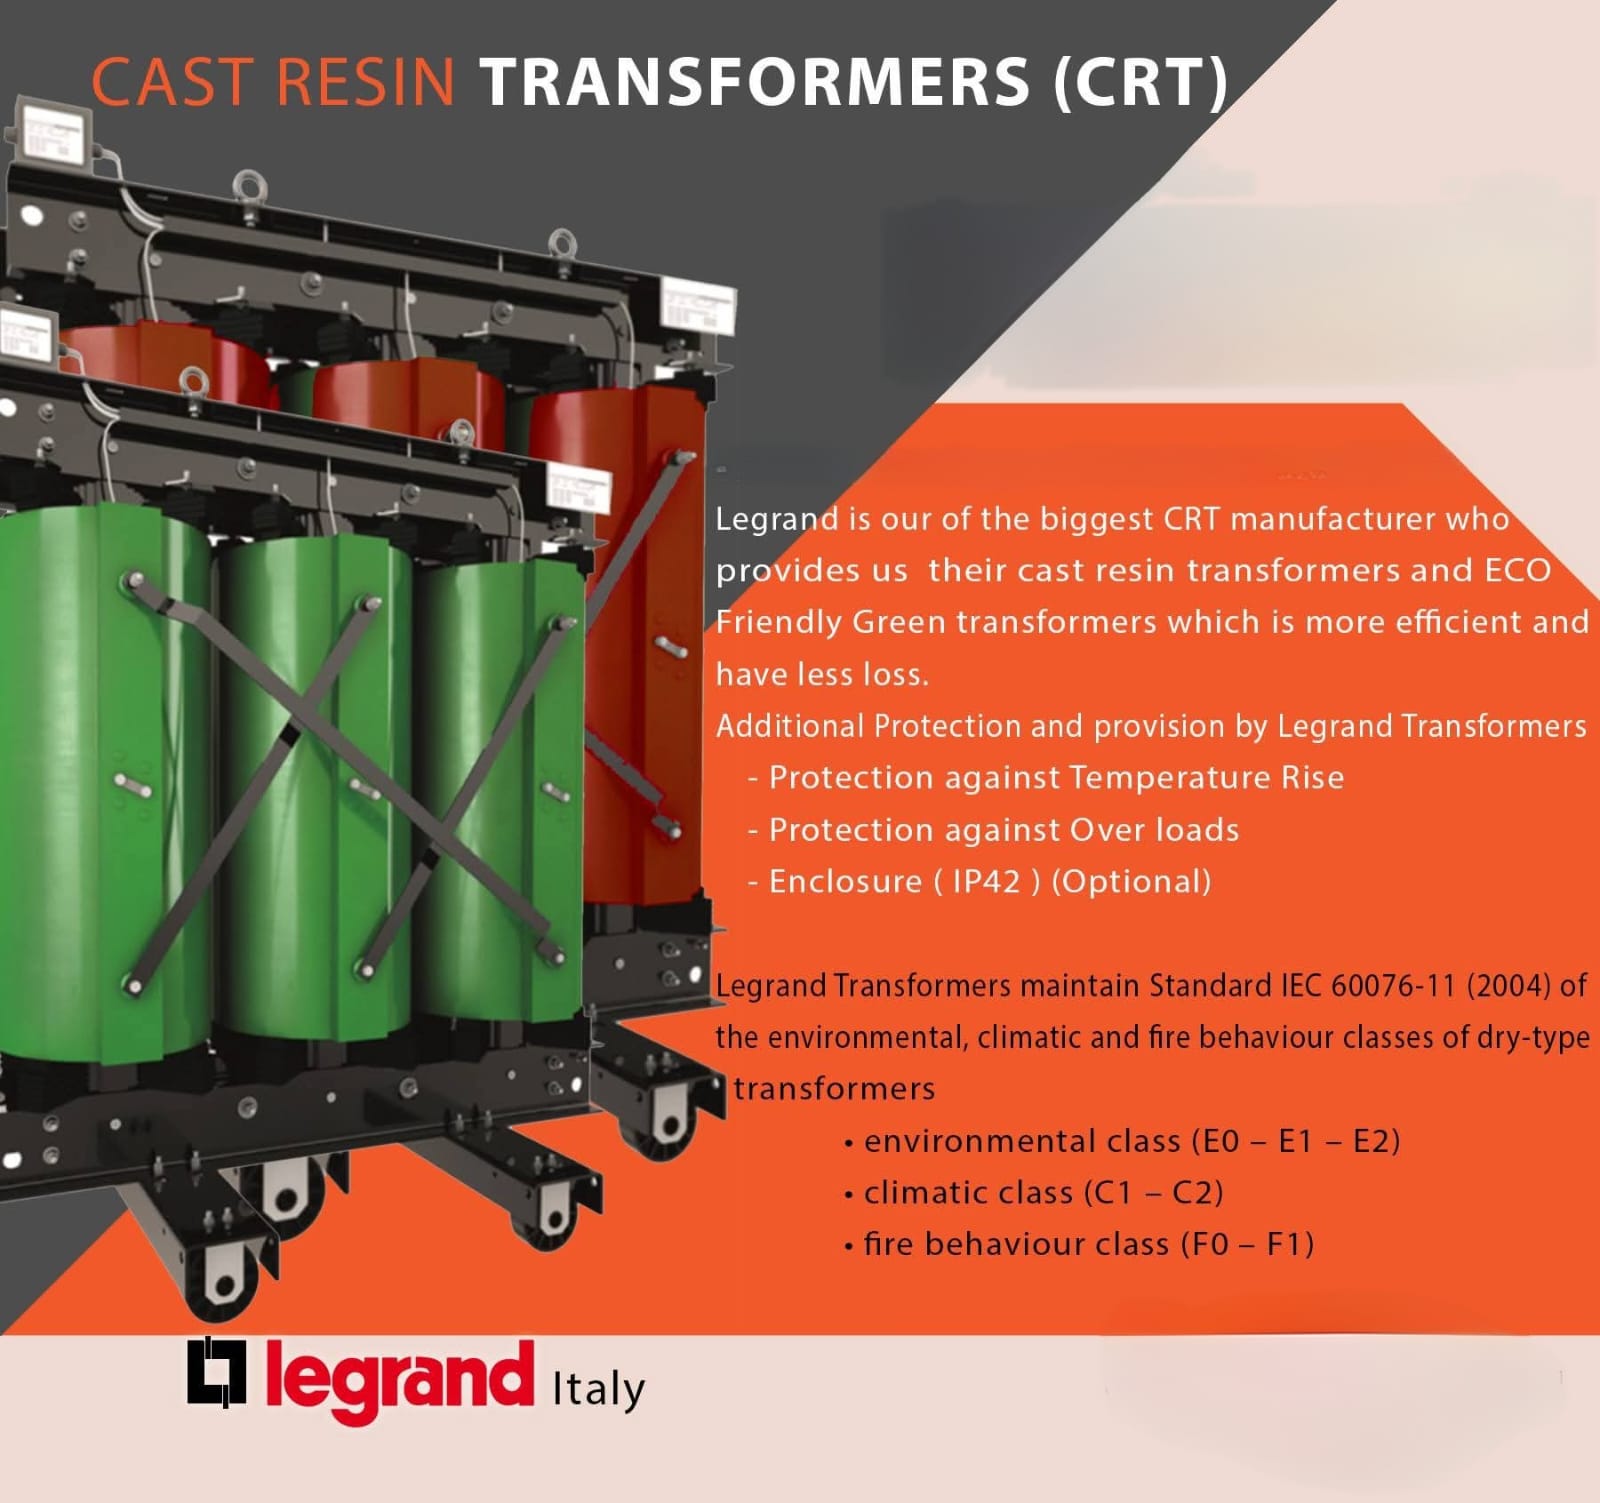 CAST RESIN TRANSFORMERS (CRT)
Legrand is our of the biggest CRT manufacturer who
provides us their cast resin transformers and ECO
Friendly Green transformers which is more efficient and
have less loss.
Additional Protection and provision by Legrand Transformers
- Protection against Temperature Rise
- Protection against Over loads
- Enclosure ( IP42 ) (Optional)
Legrand Transformers maintain Standard IEC 60076-11 (2004) of
the environmental, climatic and fire behaviour classes of dry-type
transformers
• environmental class (E0 – E1 – E2)
• climatic class (C1 – C2)
• fire behaviour class (F0 – F1)
legrand Italy